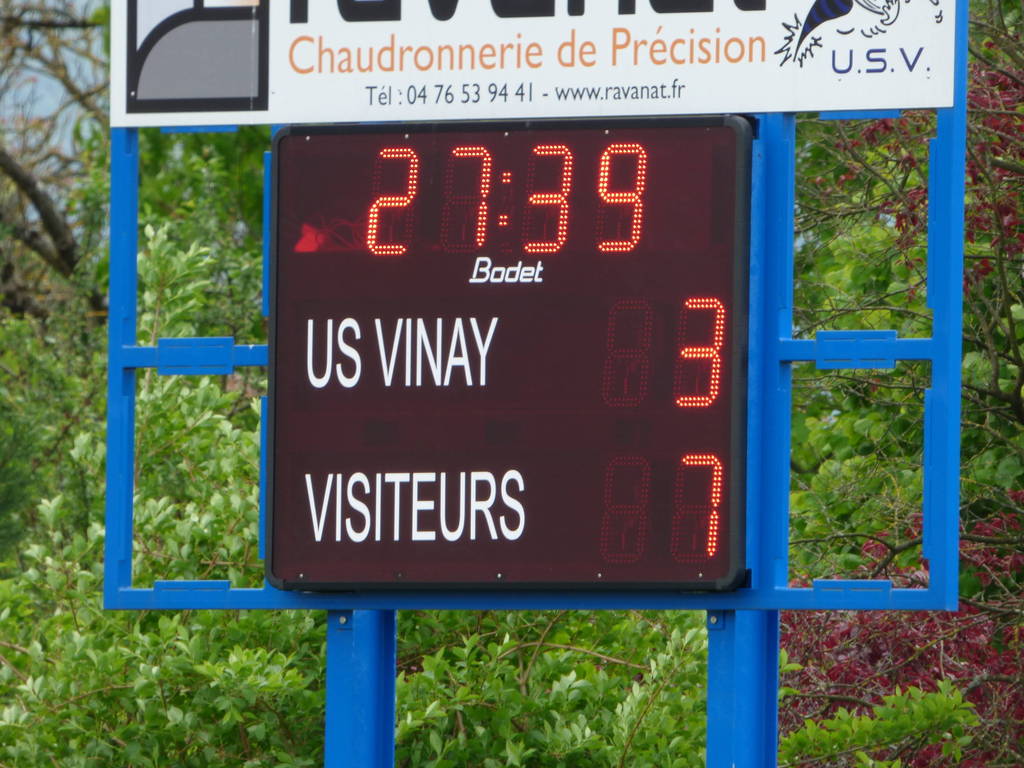 ravanat
Chaudronnerie de Précision
U.S.V.
Tél : 04 76 53 94 41 - www.ravanat.fr
27:39
Bodet
US VINAY 3
VISITEURS 7